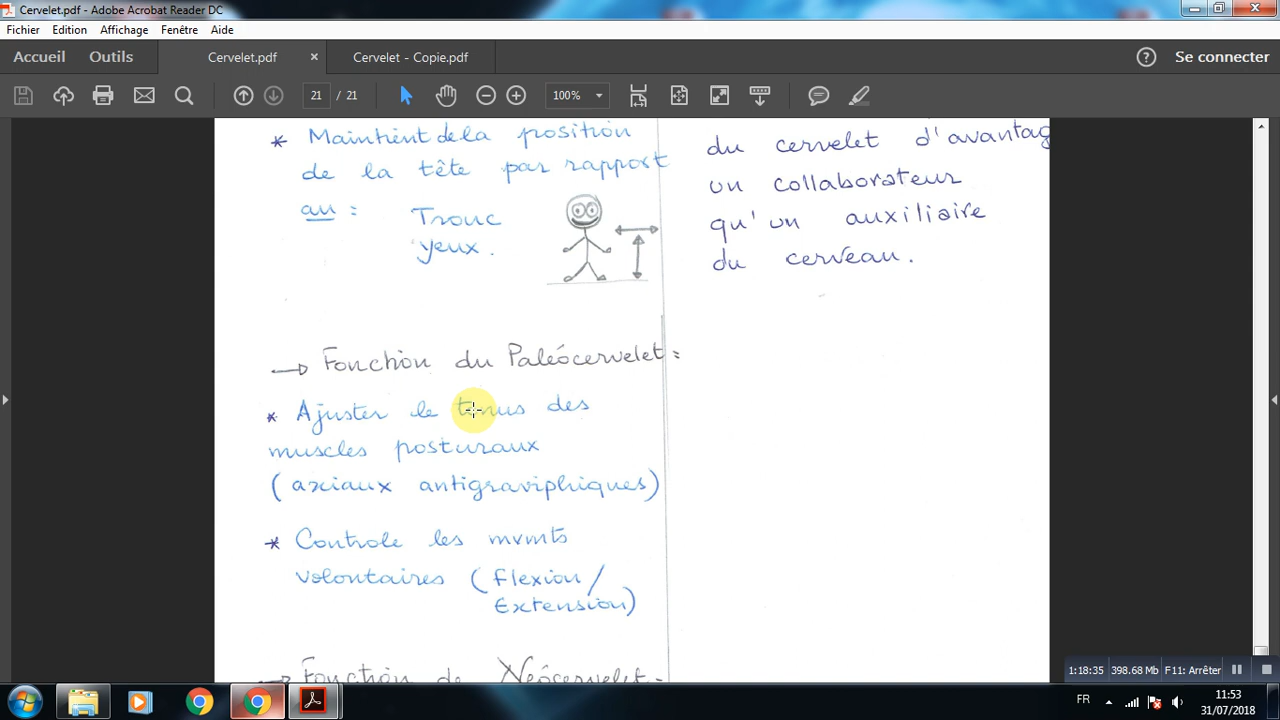 Cervelet.pdf - Adobe Acrobat Reader DC
Fichier Edition Affichage Fenêtre Aide
Accueil Outils Cervelet.pdf × Cervelet - Copie.pdf Se connecter
21 / 21 100%
* Maintient de la position
de la tête par rapport
au : Tronc
yeux.
du cervelet d'avantag
un collaborateur
qu'un auxiliaire
du cerveau.
→ Fonction du Paléocervelet :
* Ajuster le tonus des
muscles posturaux
(axiaux antigraviphiques)
* Controle les mvmts
volontaires (flexion /
Extension)
→ Fonction de Néocervelet
1:18:35 398.68 Mb F11: Arrêter
FR 11:53
31/07/2018